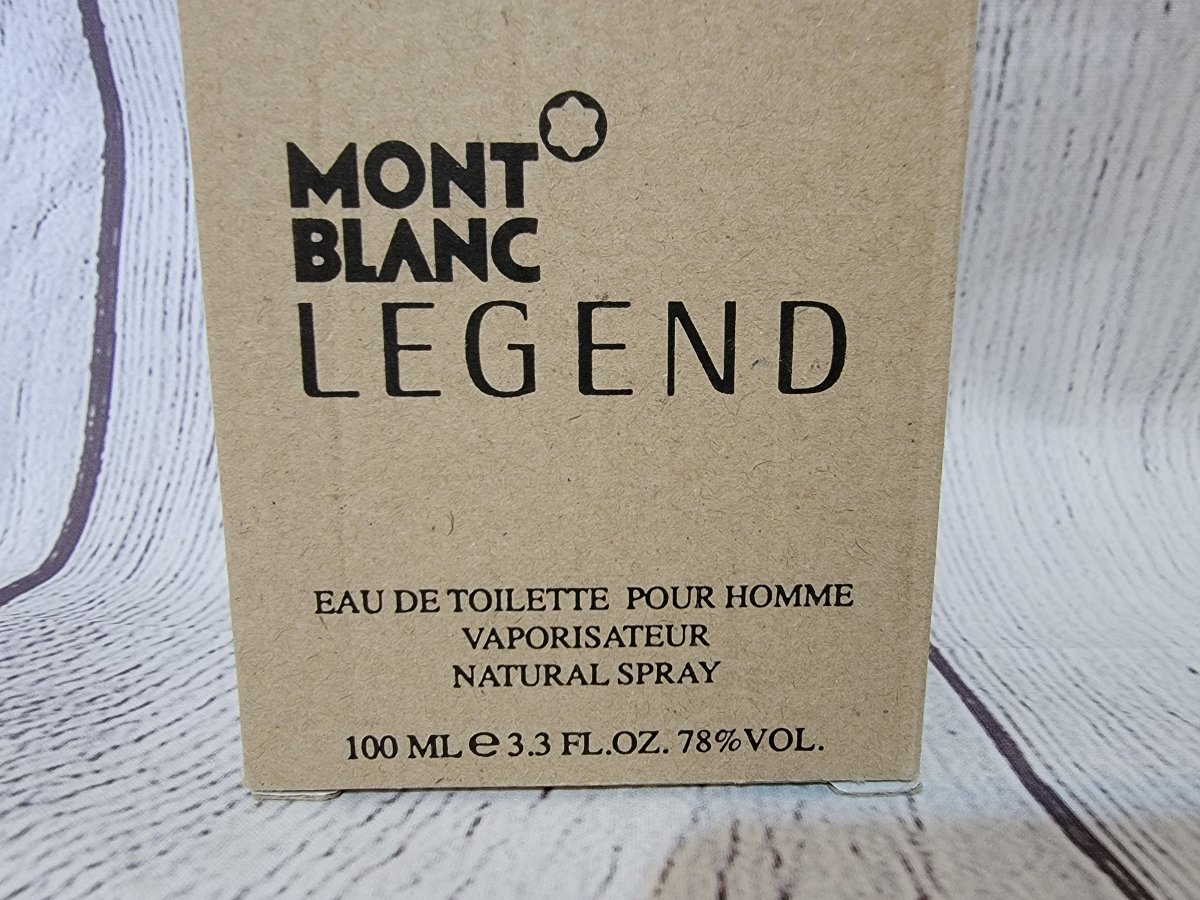 MONT
BLANC
LEGEND
EAU DE TOILETTE POUR HOMME
VAPORISATEUR
NATURAL SPRAY
100 ML e 3.3 FL.OZ. 78%VOL.